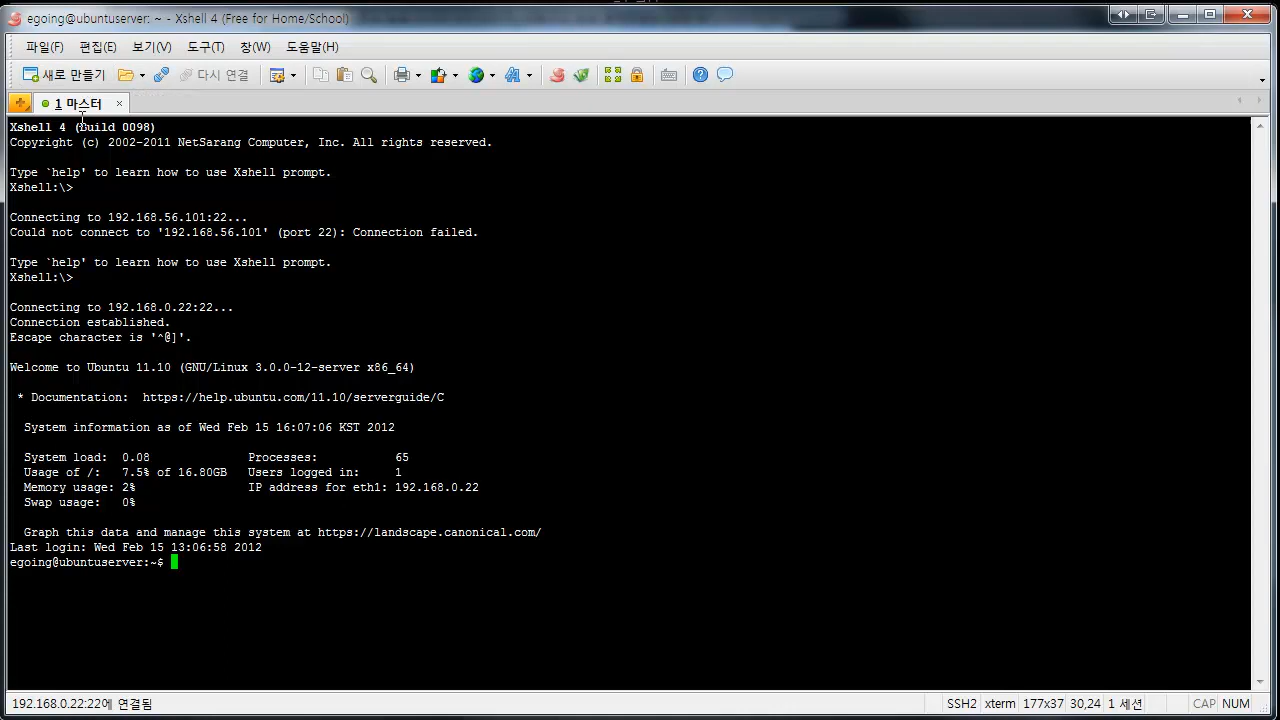 egoing@ubuntuserver: ~ - Xshell 4 (Free for Home/School)
파일(F) 편집(E) 보기(V) 도구(T) 창(W) 도움말(H)
새로 만들기 다시 연결
1 마스터 ×
Xshell 4 (Build 0098)
Copyright (c) 2002-2011 NetSarang Computer, Inc. All rights reserved.
Type `help' to learn how to use Xshell prompt.
Xshell:\>
Connecting to 192.168.56.101:22...
Could not connect to '192.168.56.101' (port 22): Connection failed.
Type `help' to learn how to use Xshell prompt.
Xshell:\>
Connecting to 192.168.0.22:22...
Connection established.
Escape character is '^@]'.
Welcome to Ubuntu 11.10 (GNU/Linux 3.0.0-12-server x86_64)
* Documentation:  https://help.ubuntu.com/11.10/serverguide/C
System information as of Wed Feb 15 16:07:06 KST 2012
System load:  0.08 Processes: 65
Usage of /:  7.5% of 16.80GB Users logged in: 1
Memory usage: 2% IP address for eth1: 192.168.0.22
Swap usage:  0%
Graph this data and manage this system at https://landscape.canonical.com/
Last login: Wed Feb 15 13:06:58 2012
egoing@ubuntuserver:~$
192.168.0.22:22에 연결됨 SSH2 xterm 177x37 30,24 1 세션 CAP NUM